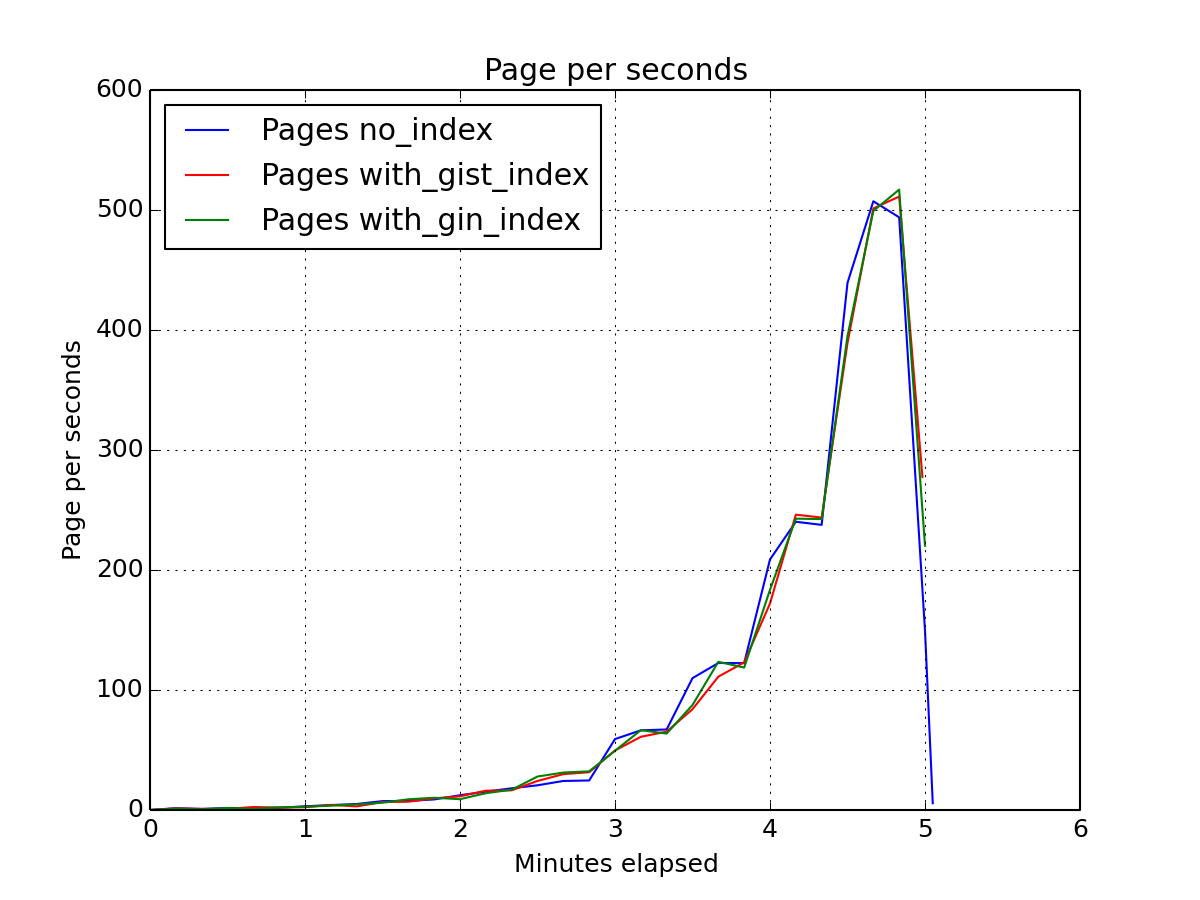 Page per seconds
Pages no_index
Pages with_gist_index
Pages with_gin_index
600
500
400
300
200
100
0
Page per seconds
0 1 2 3 4 5 6
Minutes elapsed